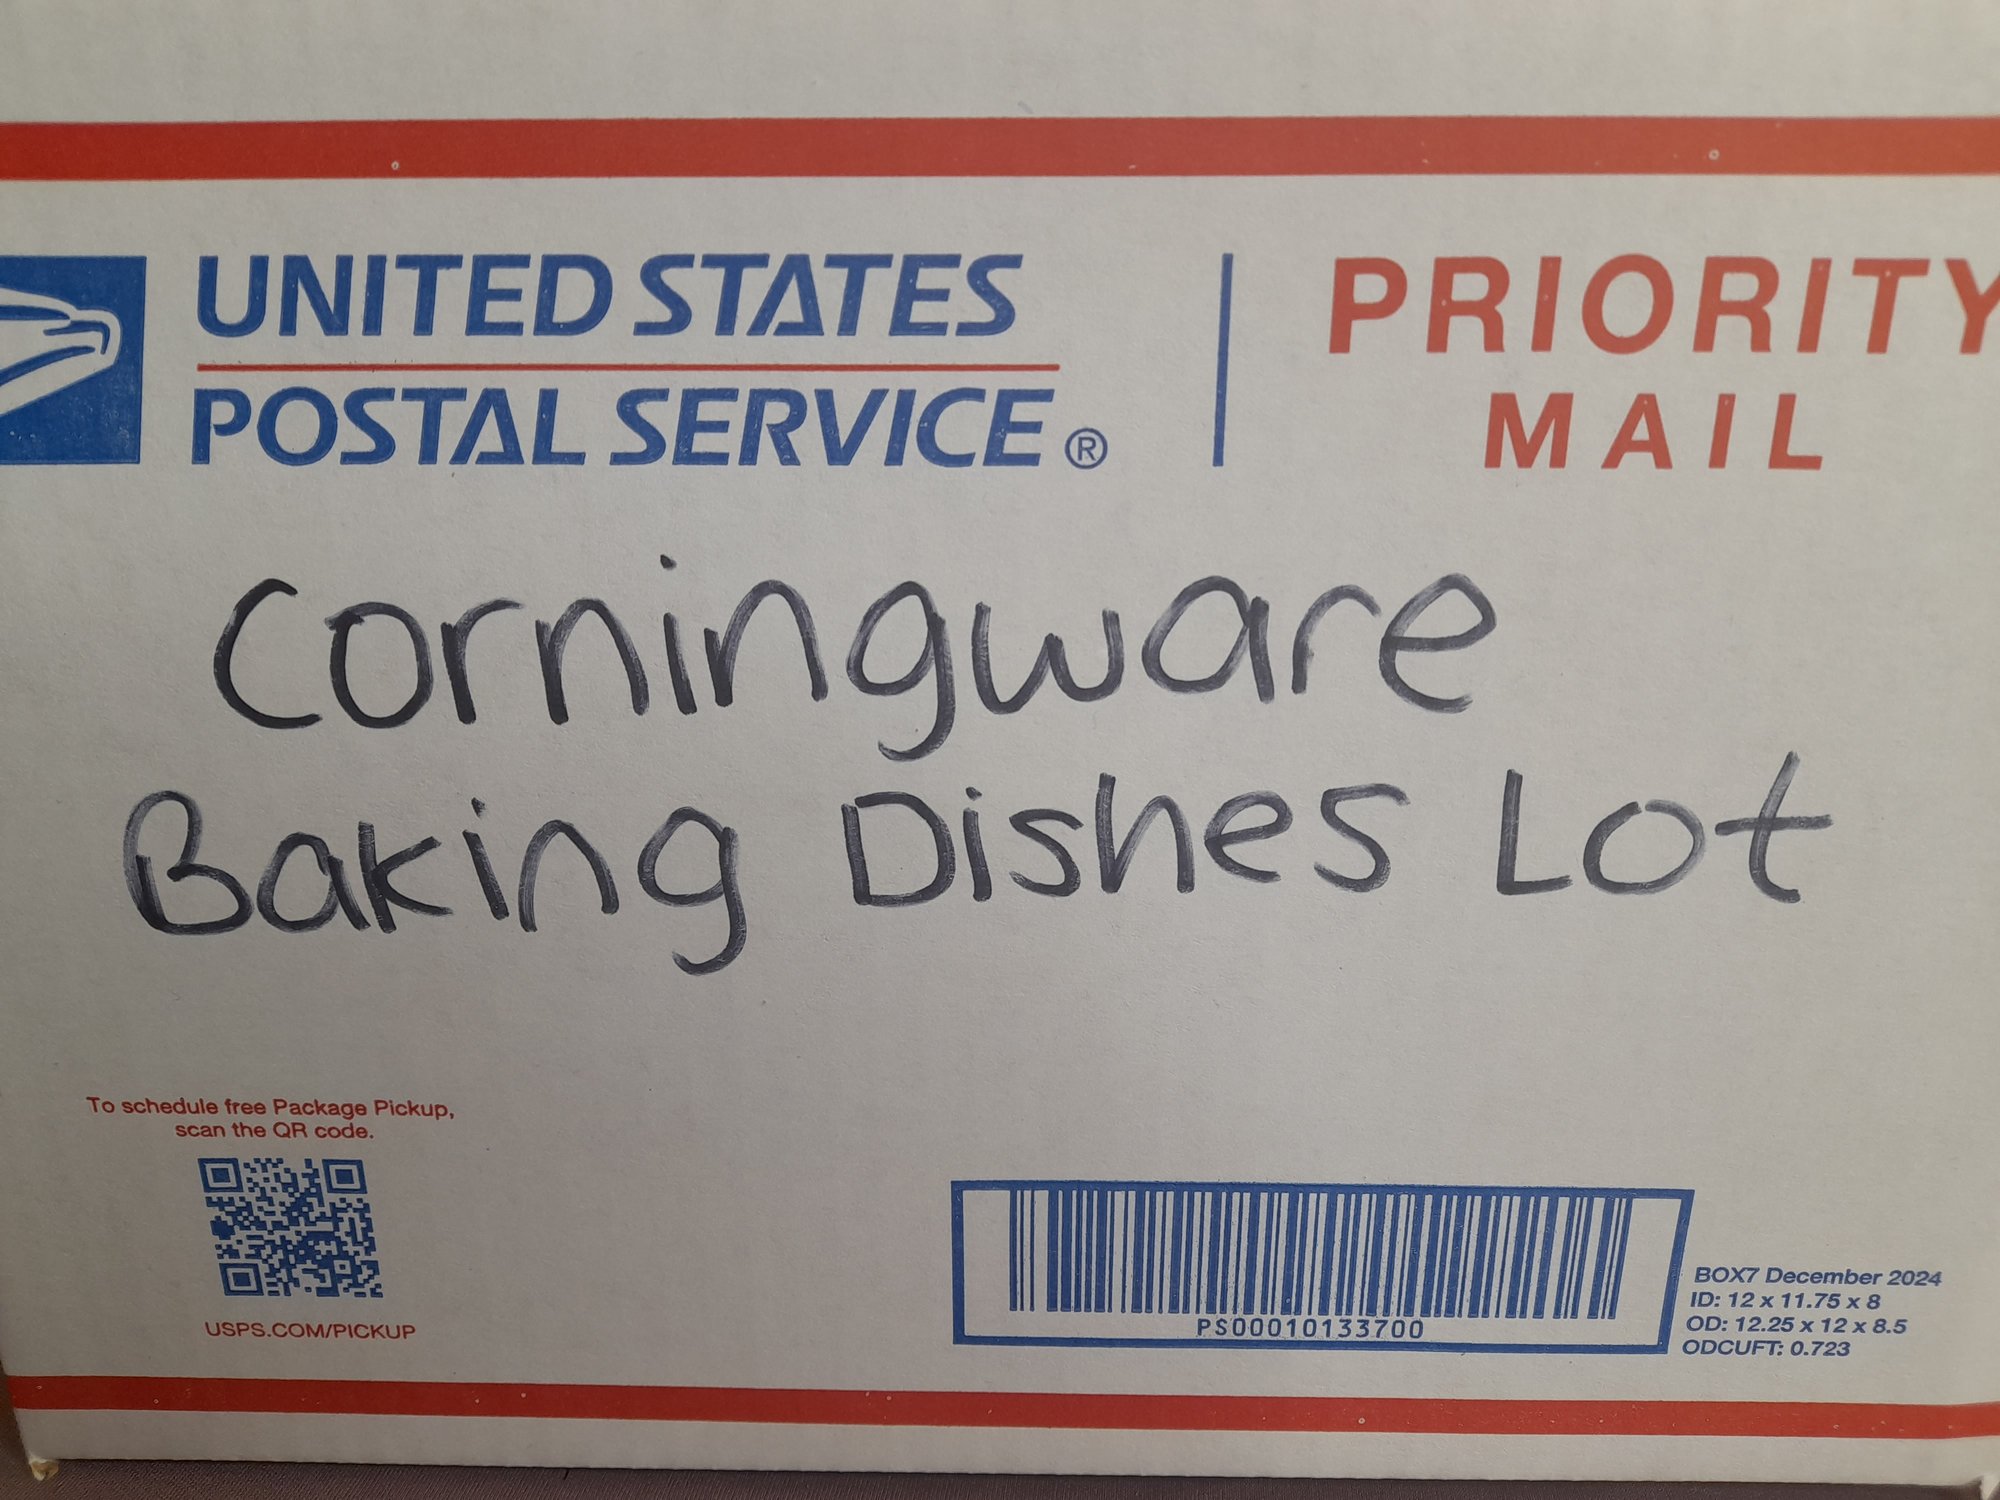 UNITED STATES
POSTAL SERVICE®
PRIORITY
MAIL
Corningware
Baking Dishes Lot
To schedule free Package Pickup,
scan the QR code.
USPS.COM/PICKUP
PS00010133700
BOX7 December 2024
ID: 12 x 11.75 x 8
OD: 12.25 x 12 x 8.5
ODCUFT: 0.723